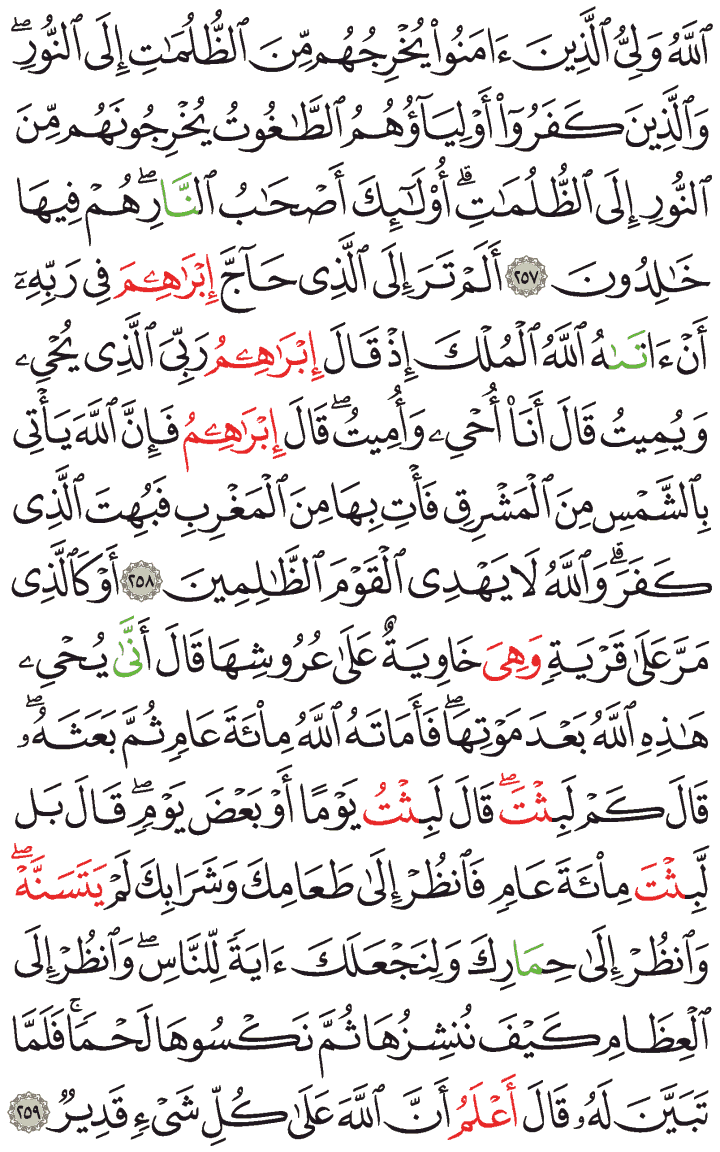 ٱللَّهُ وَلِىُّ ٱلَّذِينَ ءَامَنُوا۟ يُخْرِجُهُم مِّنَ ٱلظُّلُمَٰتِ إِلَى ٱلنُّورِۖ
وَٱلَّذِينَ كَفَرُوٓا۟ أَوْلِيَآؤُهُمُ ٱلطَّٰغُوتُ يُخْرِجُونَهُم مِّنَ
ٱلنُّورِ إِلَى ٱلظُّلُمَٰتِۗ أُو۟لَٰٓئِكَ أَصْحَٰبُ ٱلنَّارِۖ هُمْ فِيهَا
خَٰلِدُونَ ٢٥٧ أَلَمْ تَرَ إِلَى ٱلَّذِى حَآجَّ إِبْرَٰهِـۧمَ فِى رَبِّهِۦٓ
أَنْ ءَاتَىٰهُ ٱللَّهُ ٱلْمُلْكَ إِذْ قَالَ إِبْرَٰهِـۧمُ رَبِّىَ ٱلَّذِى يُحْىِۦ
وَيُمِيتُ قَالَ أَنَا۠ أُحْىِۦ وَأُمِيتُۖ قَالَ إِبْرَٰهِـۧمُ فَإِنَّ ٱللَّهَ يَأْتِى
بِٱلشَّمْسِ مِنَ ٱلْمَشْرِقِ فَأْتِ بِهَا مِنَ ٱلْمَغْرِبِ فَبُهِتَ ٱلَّذِى
كَفَرَۗ وَٱللَّهُ لَا يَهْدِى ٱلْقَوْمَ ٱلظَّٰلِمِينَ ٢٥٨ أَوْ كَٱلَّذِى
مَرَّ عَلَىٰ قَرْيَةٍ وَهِىَ خَاوِيَةٌ عَلَىٰ عُرُوشِهَا قَالَ أَنَّىٰ يُحْىِۦ
هَٰذِهِ ٱللَّهُ بَعْدَ مَوْتِهَاۖ فَأَمَاتَهُ ٱللَّهُ مِا۟ئَةَ عَامٍ ثُمَّ بَعَثَهُۥۖ
قَالَ كَمْ لَبِثْتَۖ قَالَ لَبِثْتُ يَوْمًا أَوْ بَعْضَ يَوْمٍۖ قَالَ بَل
لَّبِثْتَ مِا۟ئَةَ عَامٍ فَٱنظُرْ إِلَىٰ طَعَامِكَ وَشَرَابِكَ لَمْ يَتَسَنَّهْۖ
وَٱنظُرْ إِلَىٰ حِمَارِكَ وَلِنَجْعَلَكَ ءَايَةً لِّلنَّاسِۖ وَٱنظُرْ إِلَى
ٱلْعِظَامِ كَيْفَ نُنشِزُهَا ثُمَّ نَكْسُوهَا لَحْمًاۚ فَلَمَّا
تَبَيَّنَ لَهُۥ قَالَ أَعْلَمُ أَنَّ ٱللَّهَ عَلَىٰ كُلِّ شَىْءٍ قَدِيرٌ ٢٥٩